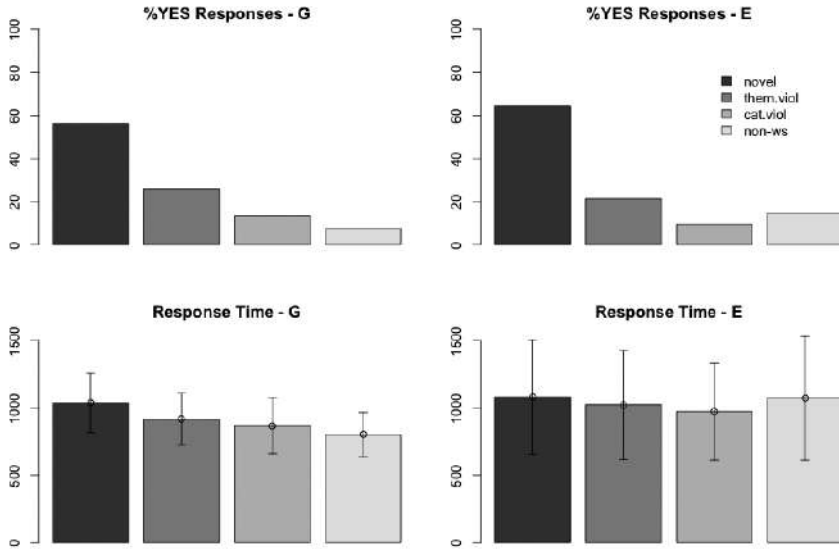 %YES Responses - G
100
80
60
40
20
0
%YES Responses - E
100
80
60
40
20
0
novel
them.viol
cat.viol
non-ws
Response Time - G
1500
1000
500
0
Response Time - E
1500
1000
500
0